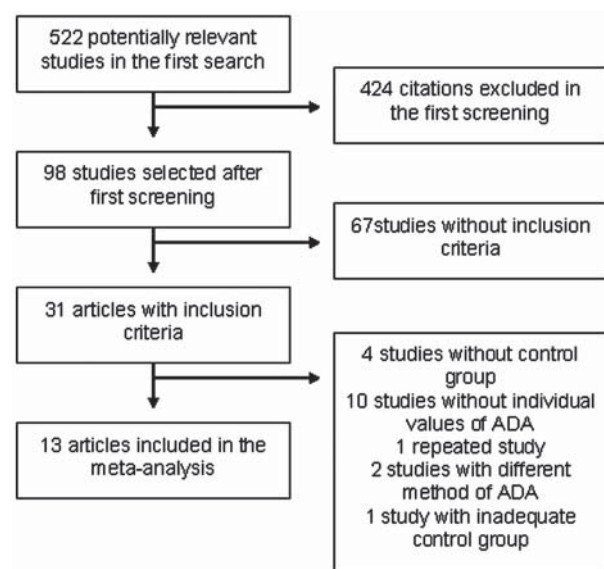 522 potentially relevant
studies in the first search
424 citations excluded in
the first screening
98 studies selected after
first screening
67studies without inclusion
criteria
31 articles with inclusion
criteria
4 studies without control
group
10 studies without individual
values of ADA
1 repeated study
2 studies with different
method of ADA
1 study with inadequate
control group
13 articles included in the
meta-analysis